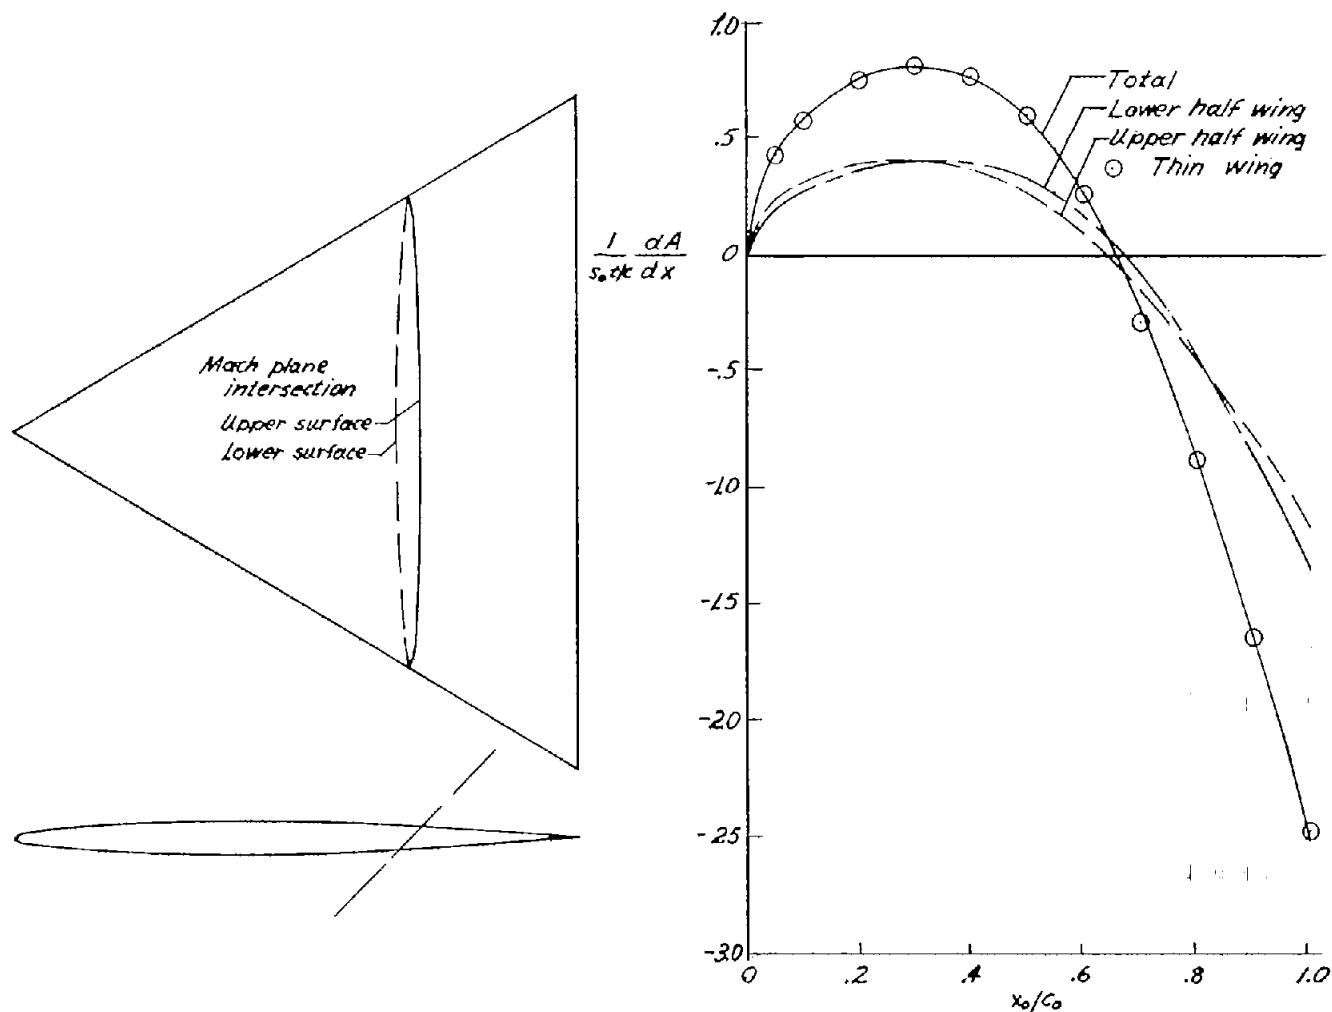 Mach plane
intersection
Upper surface
Lower surface
1.0
.5
0
-.5
-1.0
-1.5
-2.0
-2.5
-3.0
1/(s₀ t/c) dA/dx
Total
Lower half wing
Upper half wing
Thin wing
0 .2 .4 .6 .8 1.0
x₀/c₀